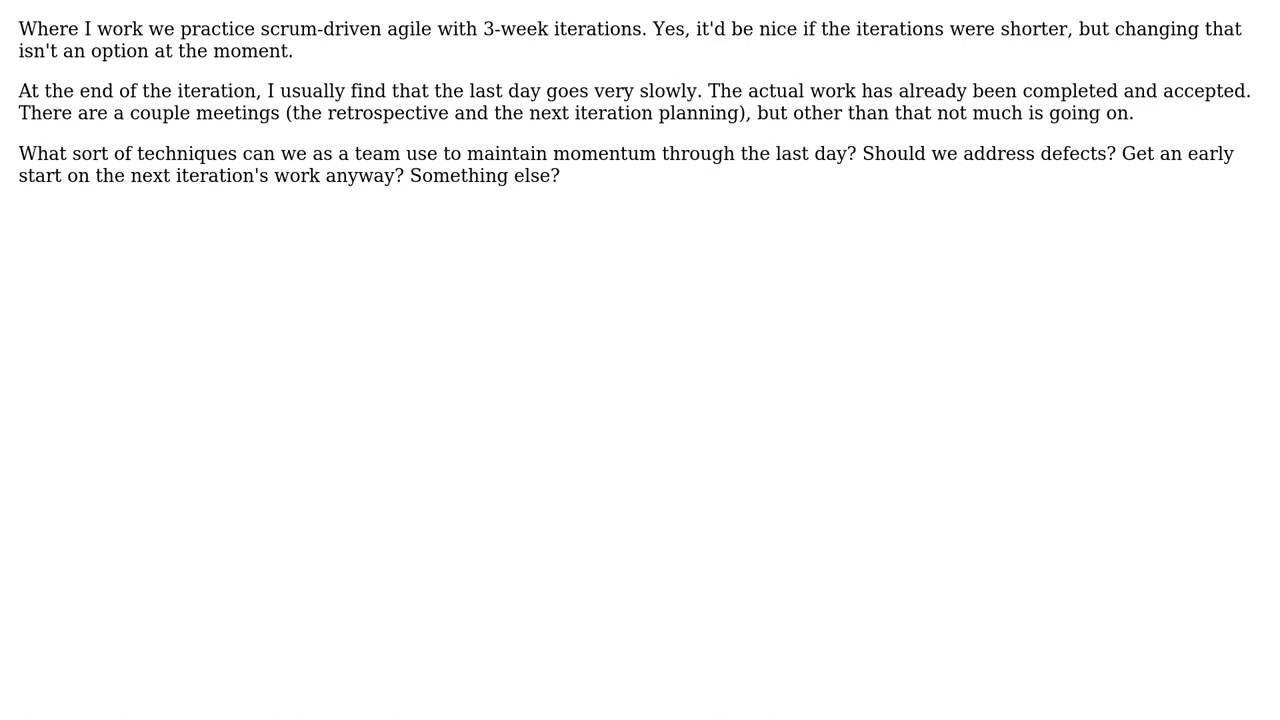 Where I work we practice scrum-driven agile with 3-week iterations. Yes, it'd be nice if the iterations were shorter, but changing that
isn't an option at the moment.
At the end of the iteration, I usually find that the last day goes very slowly. The actual work has already been completed and accepted.
There are a couple meetings (the retrospective and the next iteration planning), but other than that not much is going on.
What sort of techniques can we as a team use to maintain momentum through the last day? Should we address defects? Get an early
start on the next iteration's work anyway? Something else?